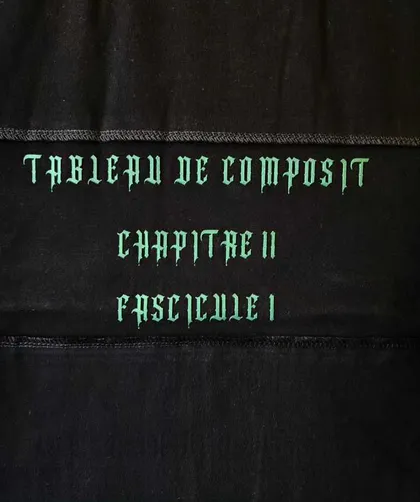 TABLEAU DE COMPOSIT
CHAPITRE II
FASCICULE I